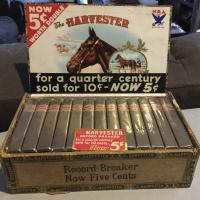 NOW
5¢
WORTH DOUBLE
The HARVESTER
NRA
for a quarter century
sold for 10¢ - NOW 5¢
HARVESTER
RECORD BREAKER
5¢
Record-Breaker
Now Five Cents